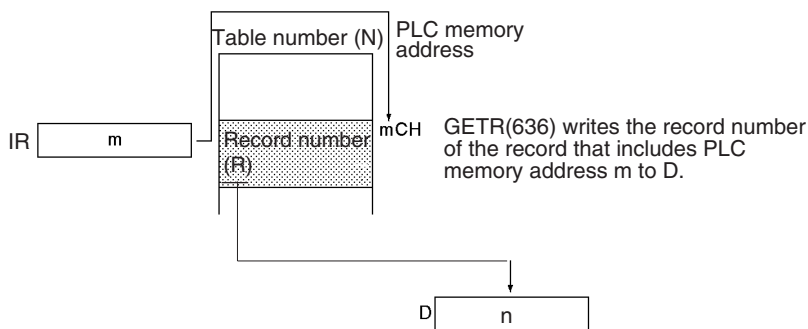 Table number (N)
PLC memory
address
IR
m
Record number
(R)
mCH
GETR(636) writes the record number
of the record that includes PLC
memory address m to D.
D
n